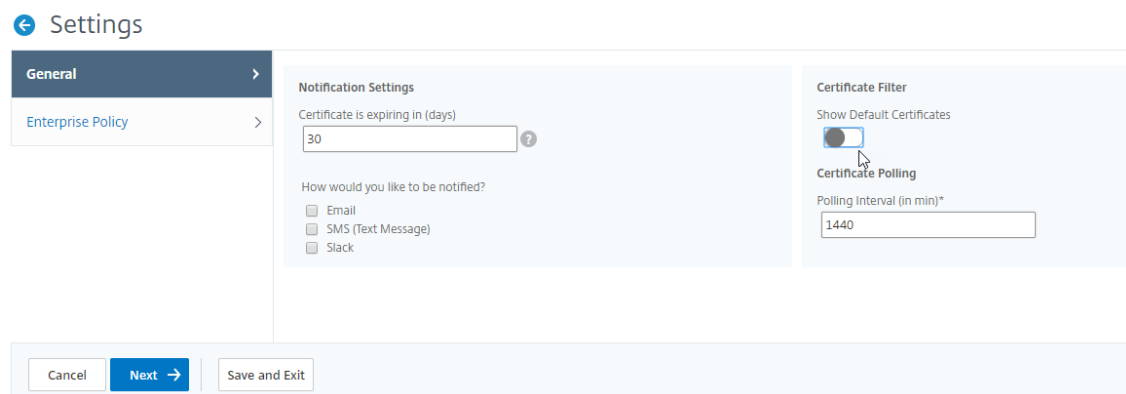 Settings
General
Enterprise Policy
Notification Settings
Certificate is expiring in (days)
30
?
How would you like to be notified?
Email
SMS (Text Message)
Slack
Certificate Filter
Show Default Certificates
Certificate Polling
Polling Interval (in min)*
1440
Cancel
Next
Save and Exit